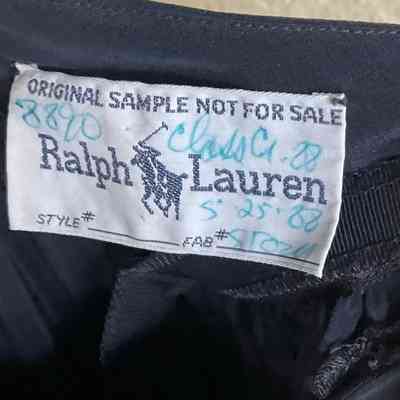 ORIGINAL SAMPLE NOT FOR SALE
8890
Ralph Lauren
5-25-88
STYLE#
FAB#